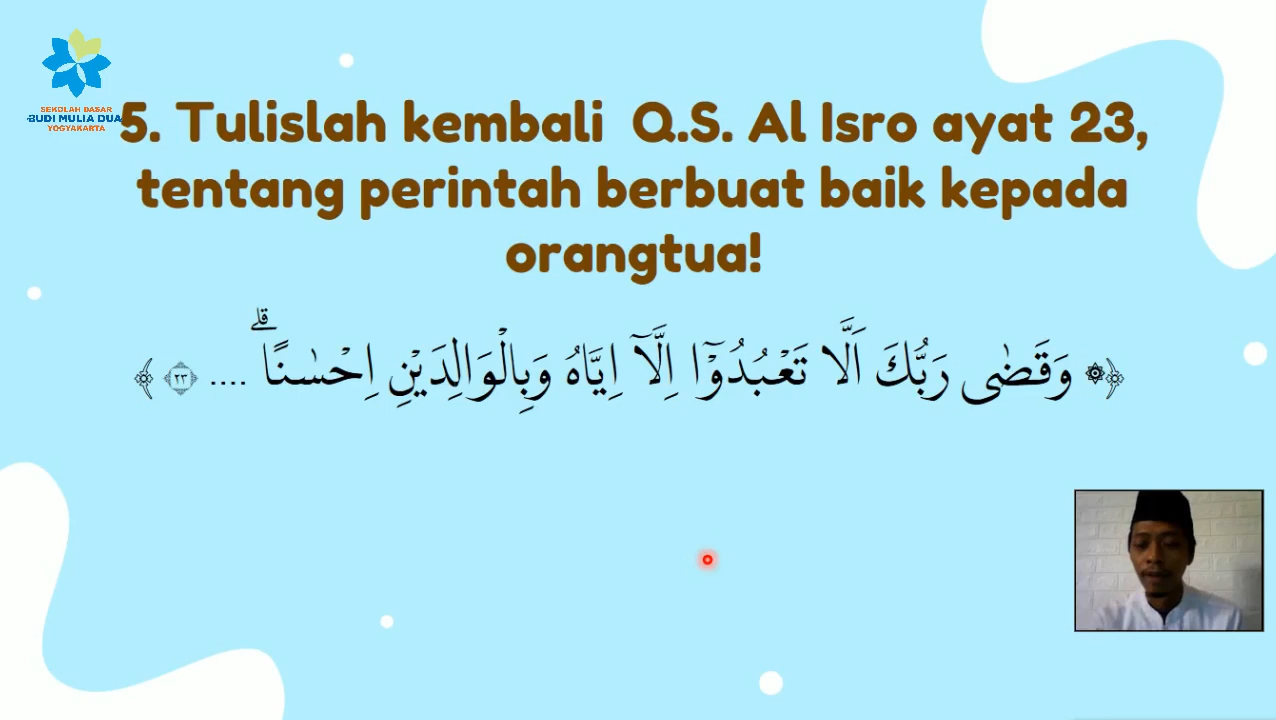 SEKOLAH DASAR
BUDI MULIA DUA
YOGYAKARTA
5. Tulislah kembali Q.S. Al Isro ayat 23,
tentang perintah berbuat baik kepada
orangtua!
﴿ ۞ وَقَضٰى رَبُّكَ اَلَّا تَعْبُدُوْٓا اِلَّآ اِيَّاهُ وَبِالْوَالِدَيْنِ اِحْسٰنًاۗ .... ٢٣ ﴾